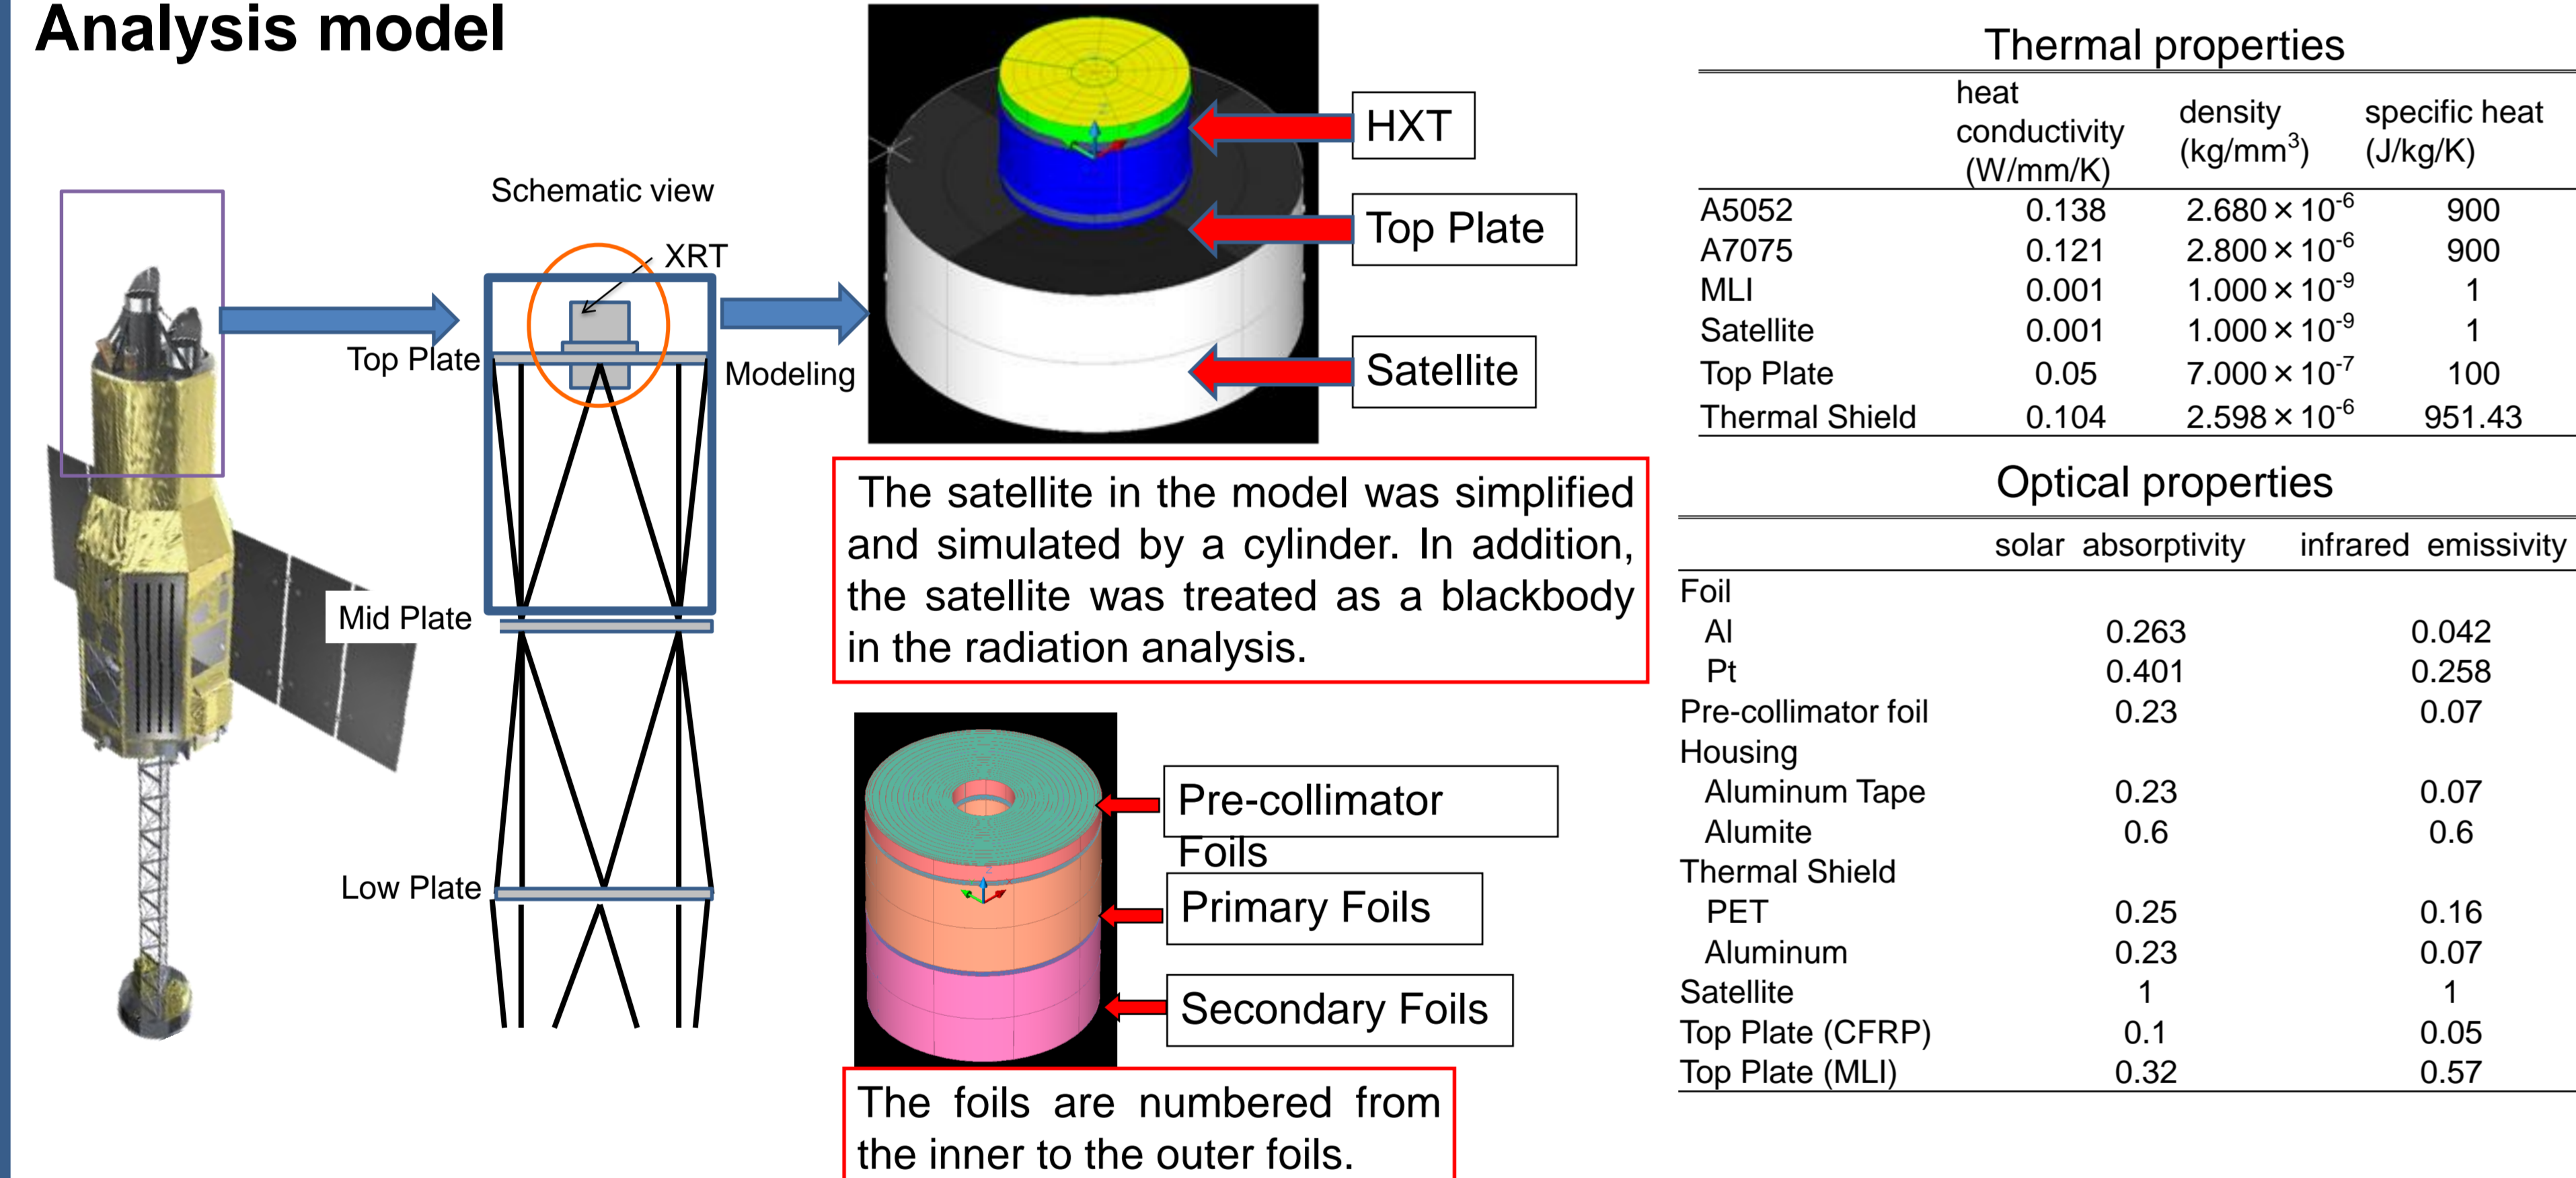 Analysis model
Schematic view
XRT
Top Plate
Modeling
Mid Plate
Low Plate
HXT
Top Plate
Satellite
The satellite in the model was simplified
and simulated by a cylinder. In addition,
the satellite was treated as a blackbody
in the radiation analysis.
Pre-collimator
Foils
Primary Foils
Secondary Foils
The foils are numbered from
the inner to the outer foils.
Thermal properties
heat
conductivity
(W/mm/K)
density
(kg/mm³)
specific heat
(J/kg/K)
A5052 0.138 2.680×10⁻⁶ 900
A7075 0.121 2.800×10⁻⁶ 900
MLI 0.001 1.000×10⁻⁹ 1
Satellite 0.001 1.000×10⁻⁹ 1
Top Plate 0.05 7.000×10⁻⁷ 100
Thermal Shield 0.104 2.598×10⁻⁶ 951.43
Optical properties
solar absorptivity infrared emissivity
Foil
Al 0.263 0.042
Pt 0.401 0.258
Pre-collimator foil 0.23 0.07
Housing
Aluminum Tape 0.23 0.07
Alumite 0.6 0.6
Thermal Shield
PET 0.25 0.16
Aluminum 0.23 0.07
Satellite 1 1
Top Plate (CFRP) 0.1 0.05
Top Plate (MLI) 0.32 0.57